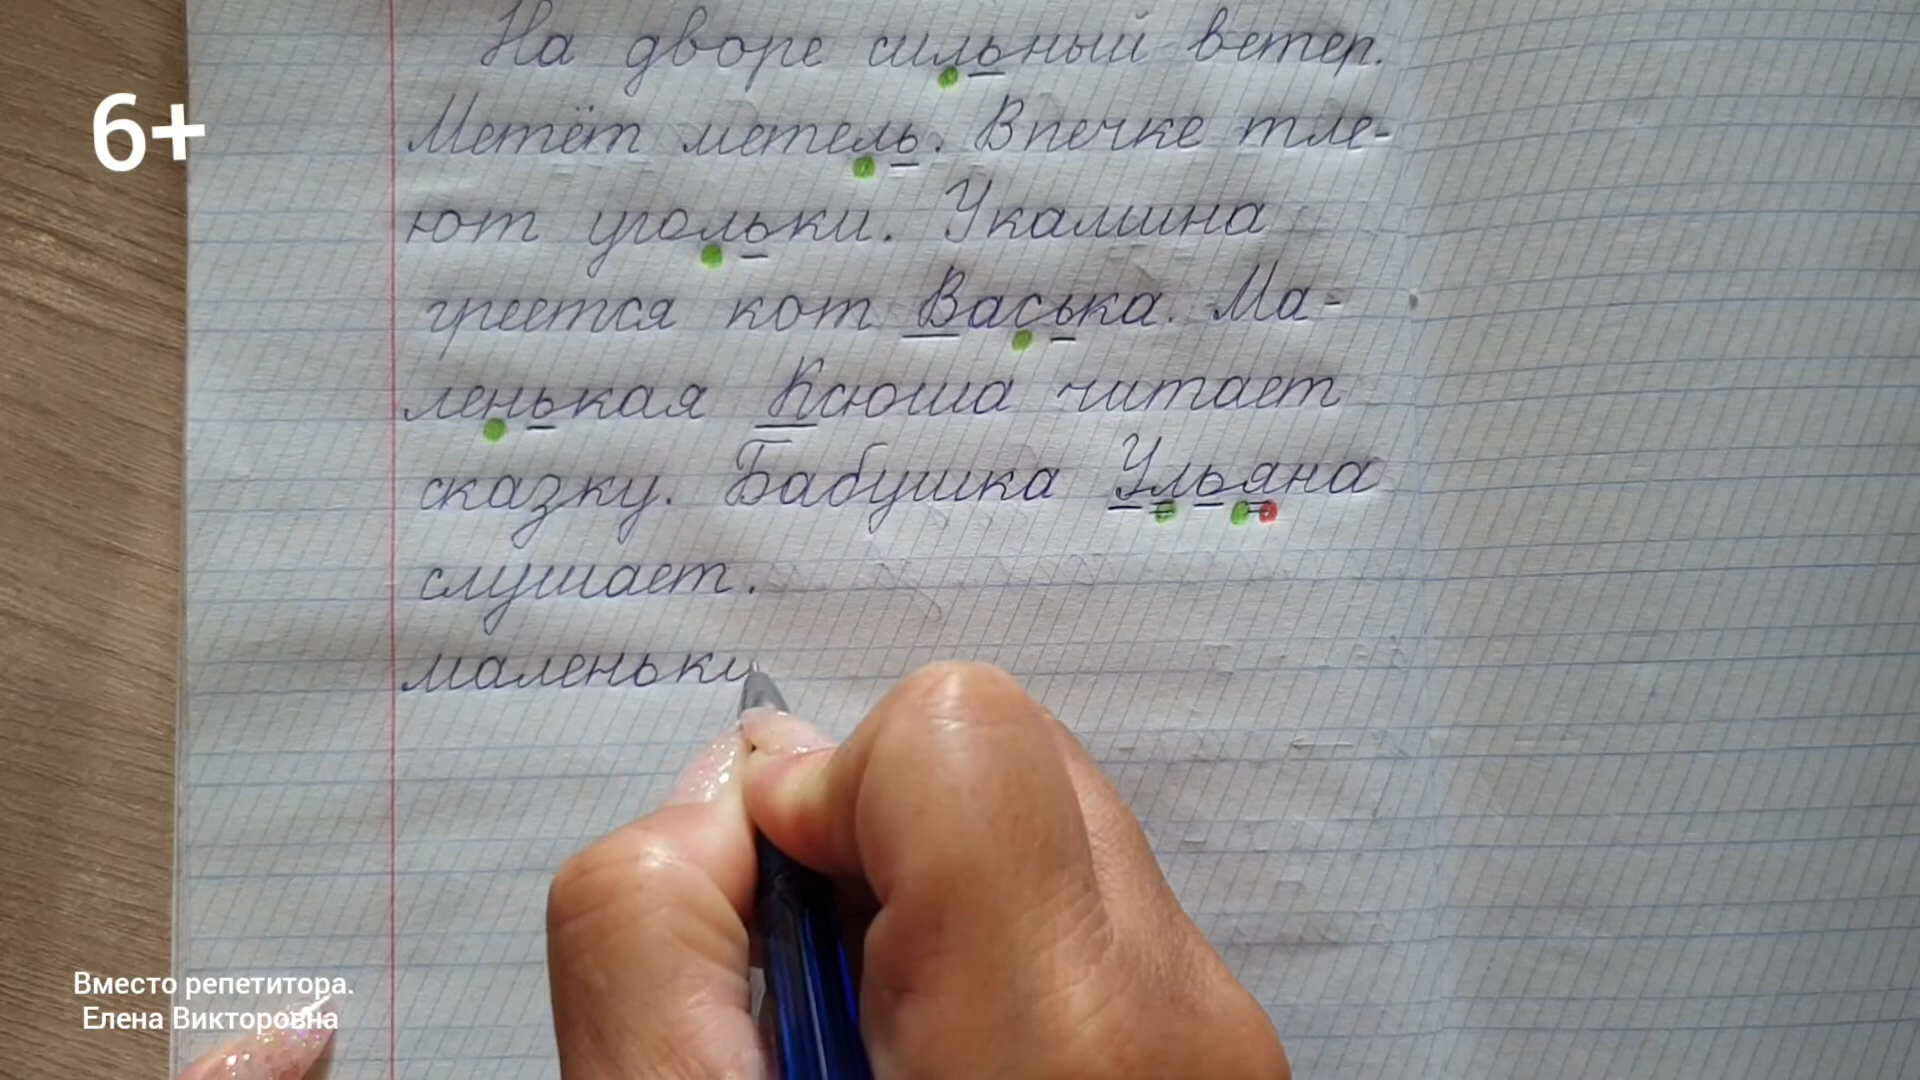 На дворе сильный ветер.
6+
Метёт метель. В печке тле-
ют угольки. У камина
греется кот Васька. Ма-
ленькая Ксюша читает
сказку. Бабушка Ульяна
слушает.
маленьки
Вместо репетитора.
Елена Викторовна